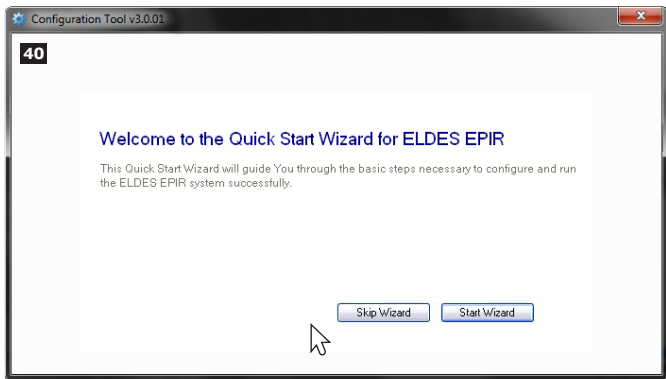 Configuration Tool v3.0.01
40
Welcome to the Quick Start Wizard for ELDES EPIR
This Quick Start Wizard will guide You through the basic steps necessary to configure and run
the ELDES EPIR system successfully.
Skip Wizard Start Wizard